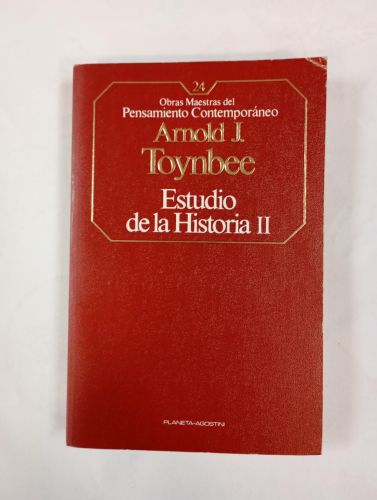 24
Obras Maestras del
Pensamiento Contemporáneo
Arnold J.
Toynbee
Estudio
de la Historia II
PLANETA-AGOSTINI